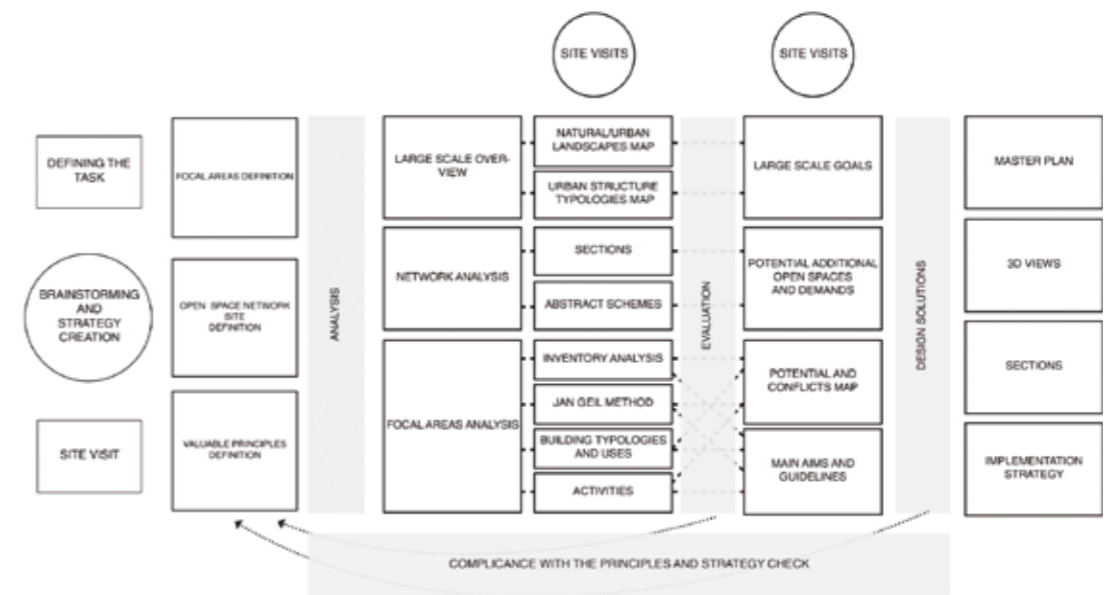 SITE VISITS
SITE VISITS
DEFINING THE
TASK
BRAINSTORMING
AND
STRATEGY
CREATION
SITE VISIT
FOCAL AREAS DEFINITION
OPEN SPACE NETWORK
SITE
DEFINITION
VALUABLE PRINCIPLES
DEFINITION
ANALYSIS
LARGE SCALE OVER-
VIEW
NETWORK ANALYSIS
FOCAL AREAS ANALYSIS
NATURAL/URBAN
LANDSCAPES MAP
URBAN STRUCTURE
TYPOLOGIES MAP
SECTIONS
ABSTRACT SCHEMES
INVENTORY ANALYSIS
JAN GEIL METHOD
BUILDING TYPOLOGIES
AND USES
ACTIVITIES
EVALUATION
LARGE SCALE GOALS
POTENTIAL ADDITIONAL
OPEN SPACES
AND DEMANDS
POTENTIAL AND
CONFLICTS MAP
MAIN AIMS AND
GUIDELINES
DESIGN SOLUTIONS
MASTER PLAN
3D VIEWS
SECTIONS
IMPLEMENTATION
STRATEGY
COMPLICANCE WITH THE PRINCIPLES AND STRATEGY CHECK